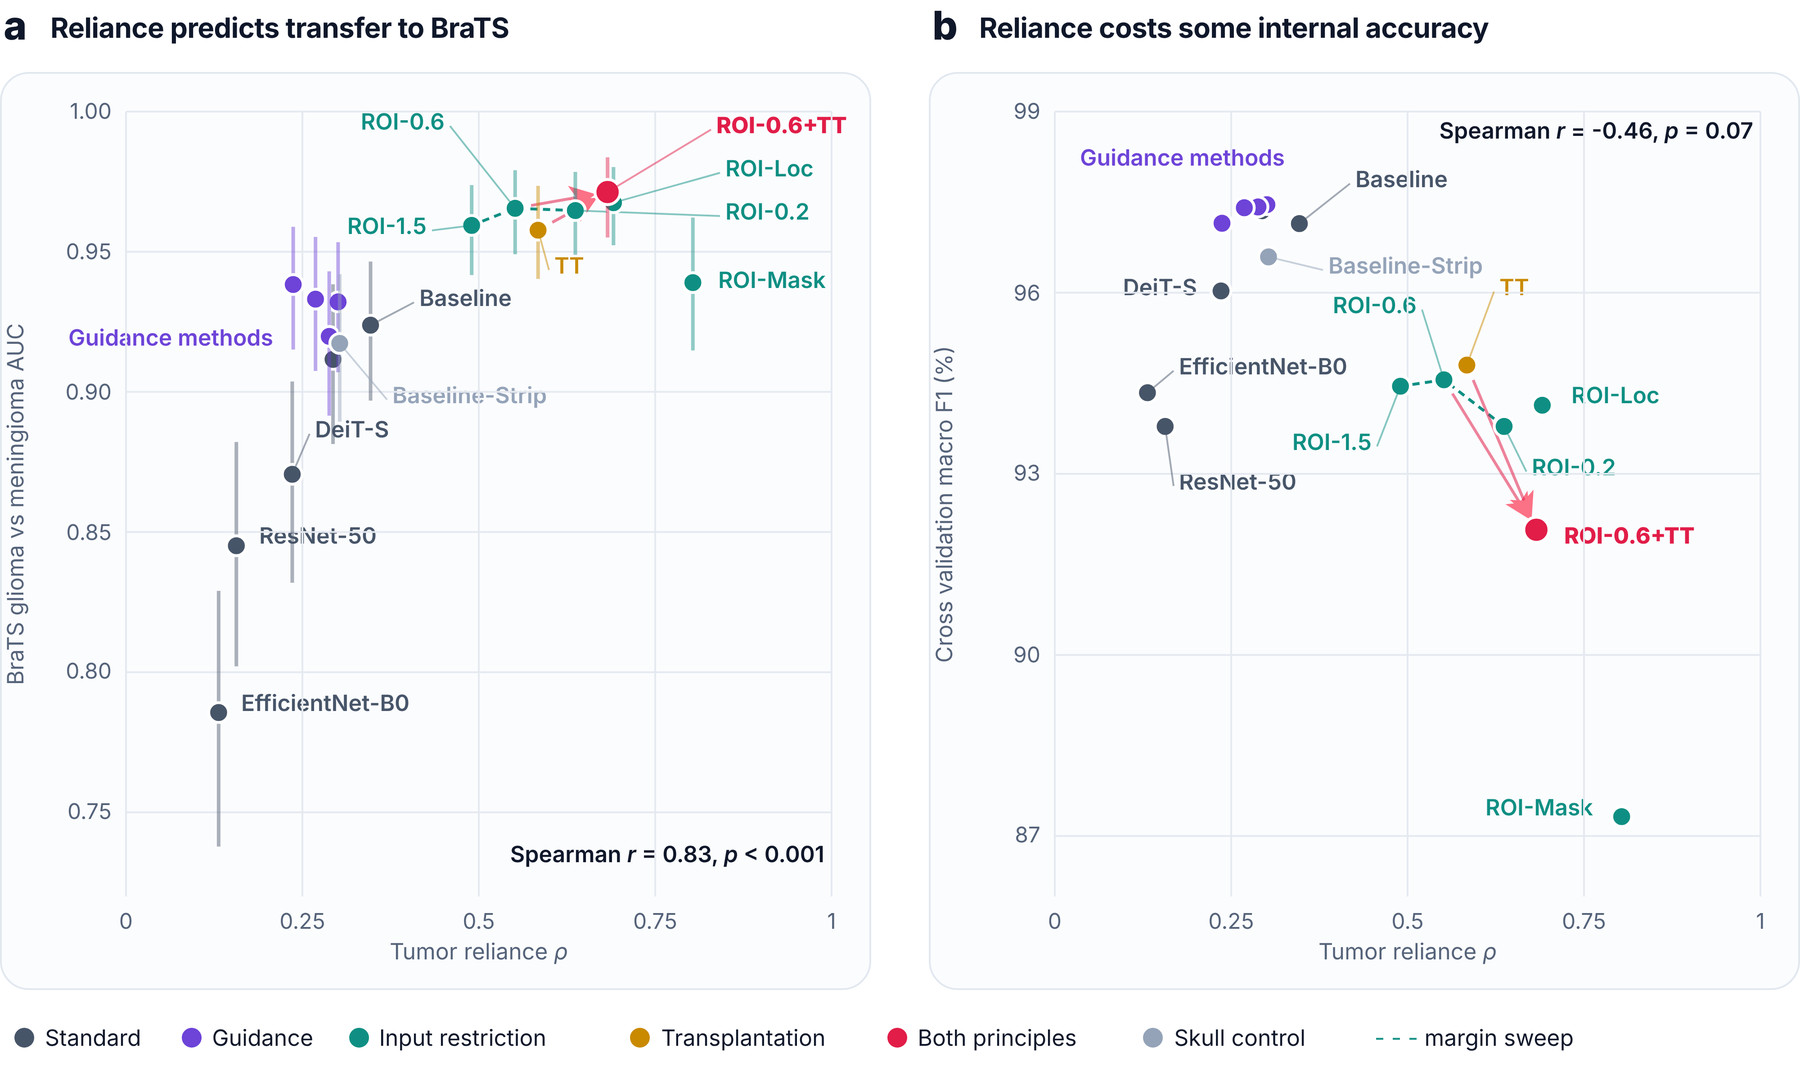 a Reliance predicts transfer to BraTS
BraTS glioma vs meningioma AUC
1.00
0.95
0.90
0.85
0.80
0.75
ROI-0.6
ROI-0.6+TT
ROI-Loc
ROI-0.2
ROI-1.5
TT
ROI-Mask
Baseline
Guidance methods
Baseline-Strip
DeiT-S
ResNet-50
EfficientNet-B0
Spearman r = 0.83, p < 0.001
0 0.25 0.5 0.75 1
Tumor reliance ρ
b Reliance costs some internal accuracy
Cross validation macro F1 (%)
99
96
93
90
87
Spearman r = -0.46, p = 0.07
Guidance methods
Baseline
Baseline-Strip
DeiT-S
TT
ROI-0.6
EfficientNet-B0
ROI-Loc
ROI-1.5
ROI-0.2
ResNet-50
ROI-0.6+TT
ROI-Mask
0 0.25 0.5 0.75 1
Tumor reliance ρ
Standard Guidance Input restriction Transplantation Both principles Skull control margin sweep